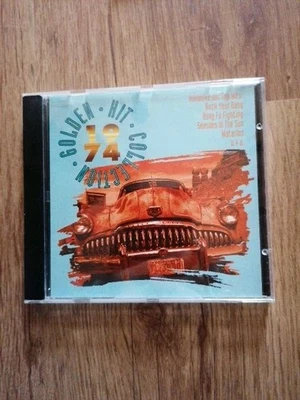 GOLDEN · HIT · COLLECTION
19
74
Rock Your Baby
Kung Fu Fighting
Seasons In The Sun